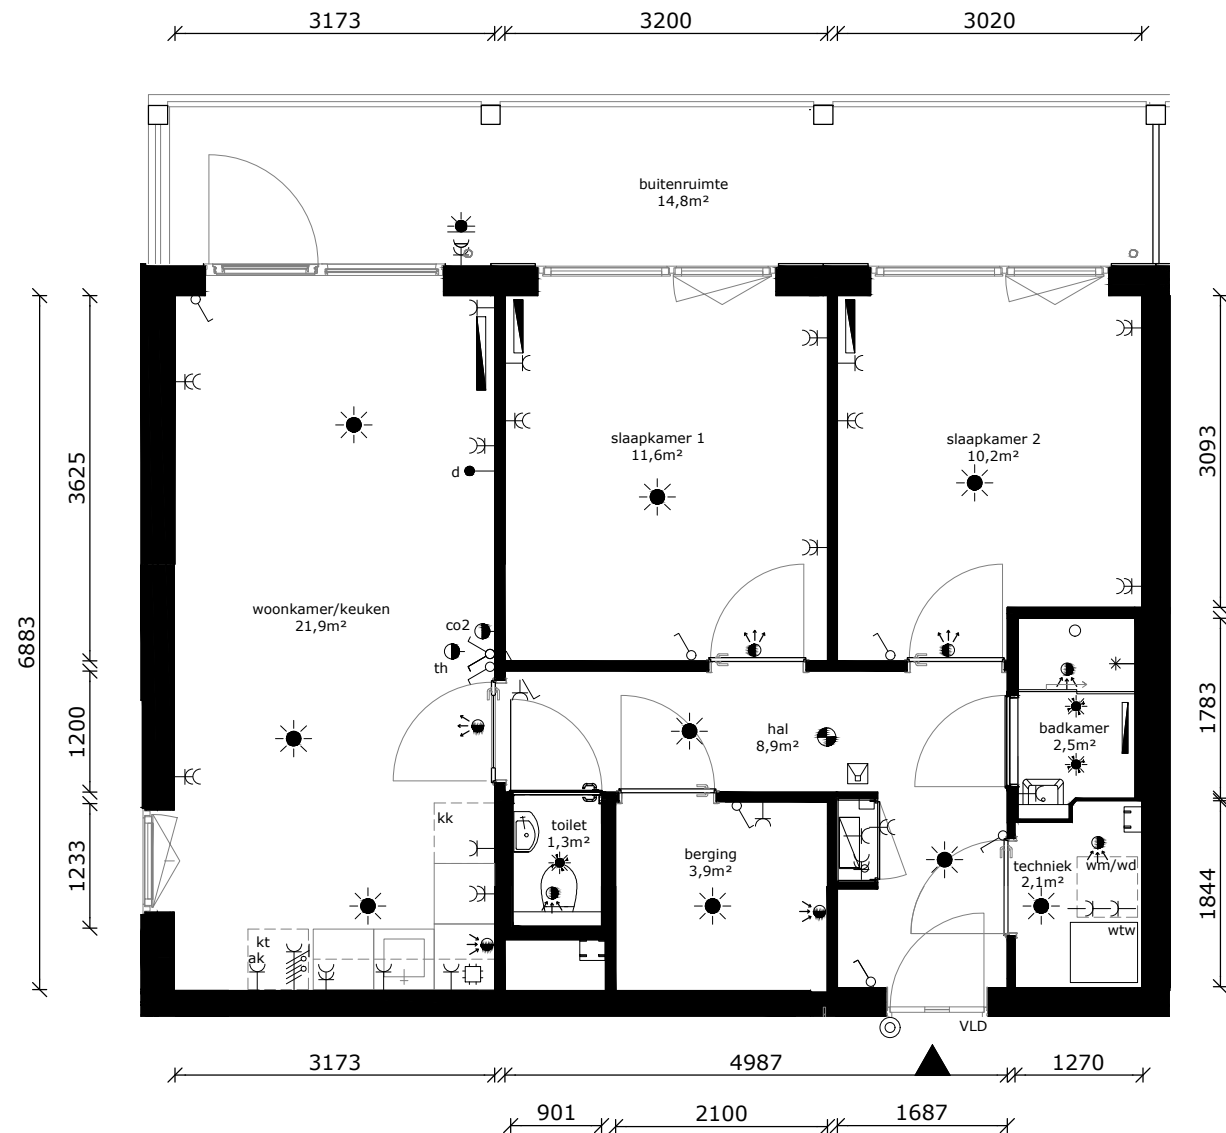 3173
3200
3020
buitenruimte
14,8m²
slaapkamer 1
11,6m²
slaapkamer 2
10,2m²
3625
3093
6883
d
woonkamer/keuken
21,9m²
co2
th
1200
1783
hal
8,9m²
badkamer
2,5m²
kk
toilet
1,3m²
berging
3,9m²
techniek
2,1m²
wm/wd
1233
1844
wtw
kt
ak
VLD
3173
4987
1270
901
2100
1687